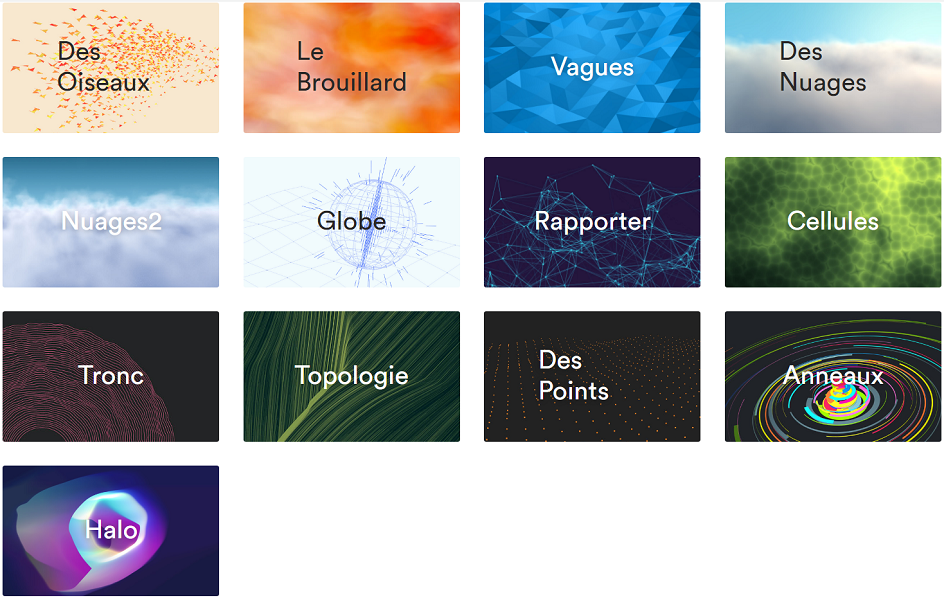 Des
Oiseaux
Le
Brouillard
Vagues
Des
Nuages
Nuages2
Globe
Rapporter
Cellules
Tronc
Topologie
Des
Points
Anneaux
Halo